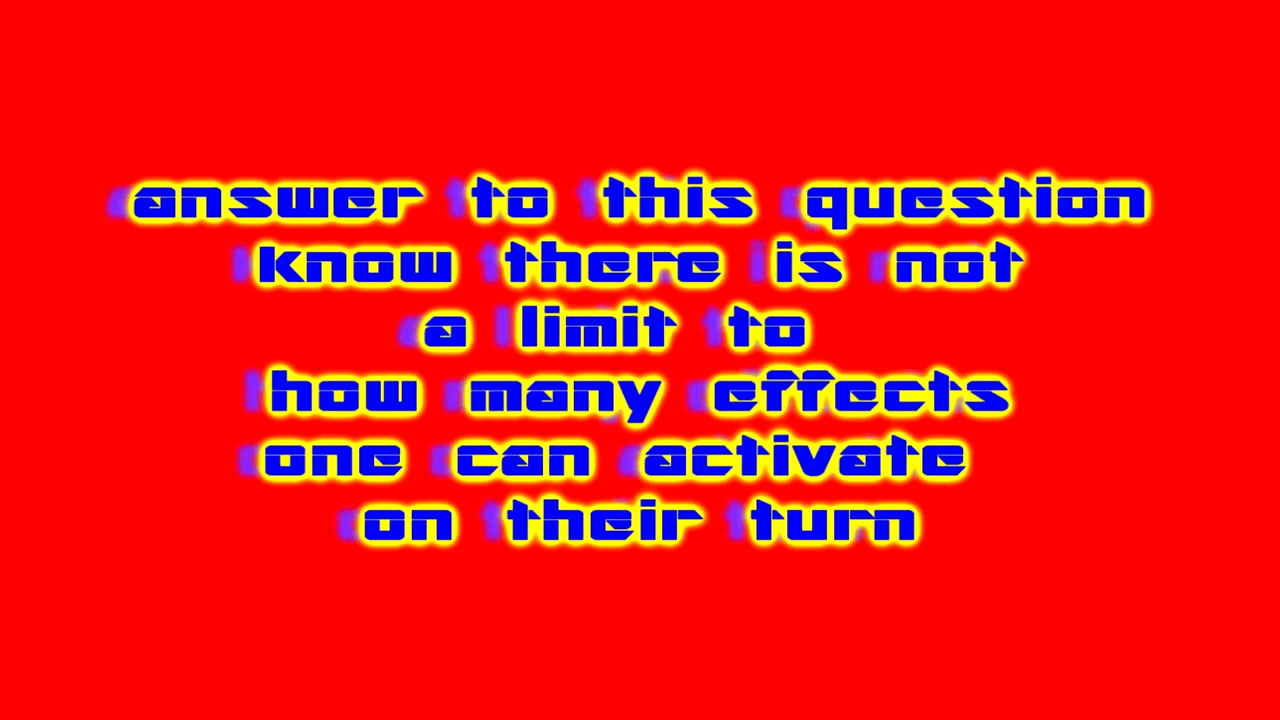 answer to this question
know there is not
a limit to
how many effects
one can activate
on their turn